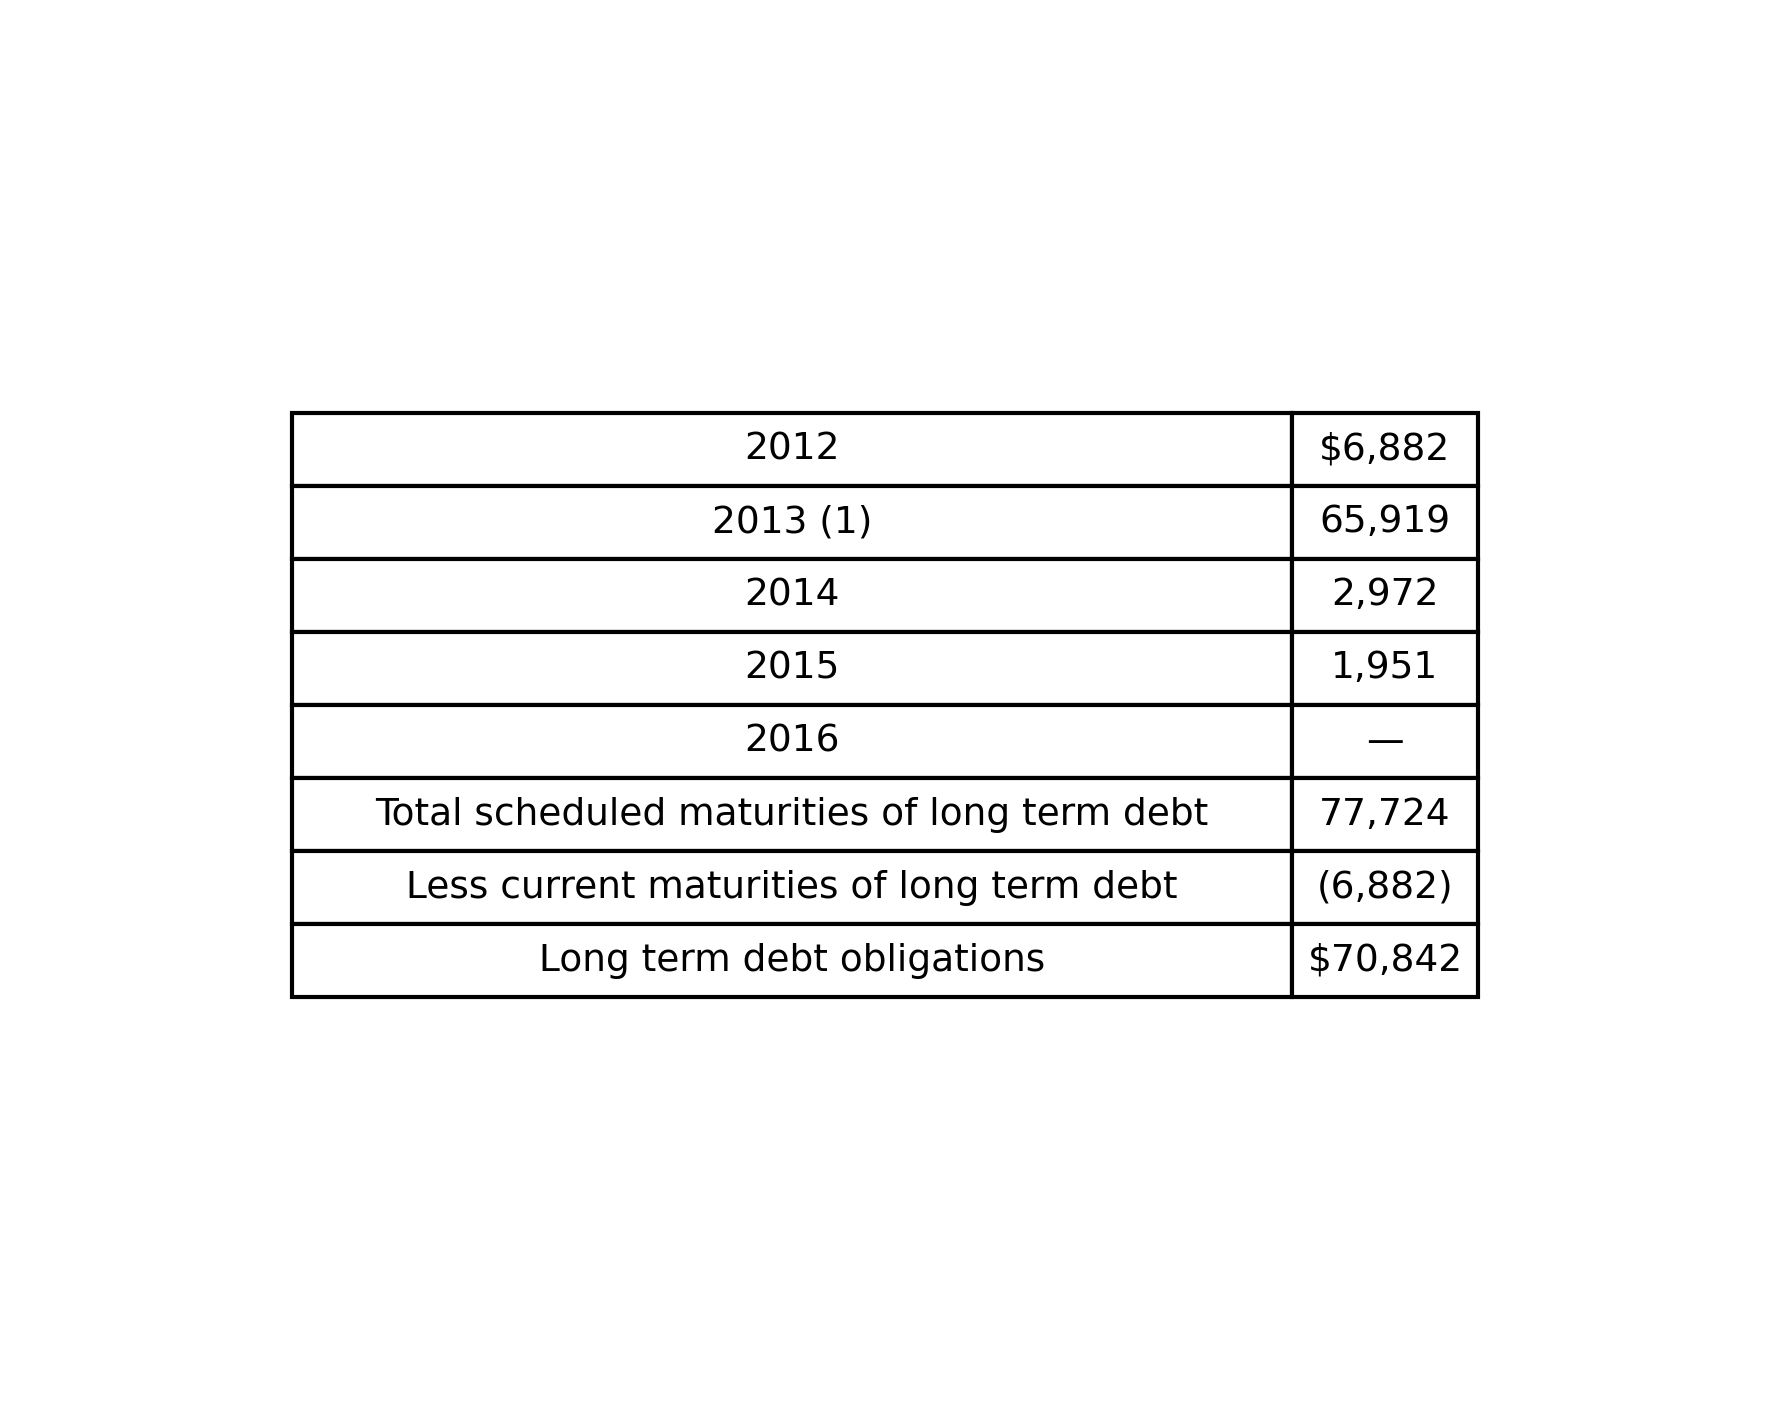 2012 $6,882
2013 (1) 65,919
2014 2,972
2015 1,951
2016 —
Total scheduled maturities of long term debt 77,724
Less current maturities of long term debt (6,882)
Long term debt obligations $70,842